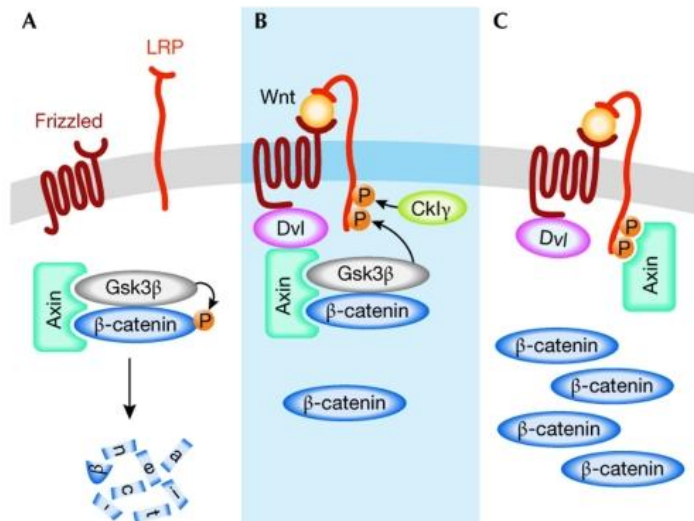 A
LRP
Frizzled
Axin
Gsk3β
β-catenin
P
β
n
e
a
c
i
-
t
B
Wnt
P
P
CkIγ
Dvl
Axin
Gsk3β
β-catenin
β-catenin
C
P
P
Dvl
Axin
β-catenin
β-catenin
β-catenin
β-catenin